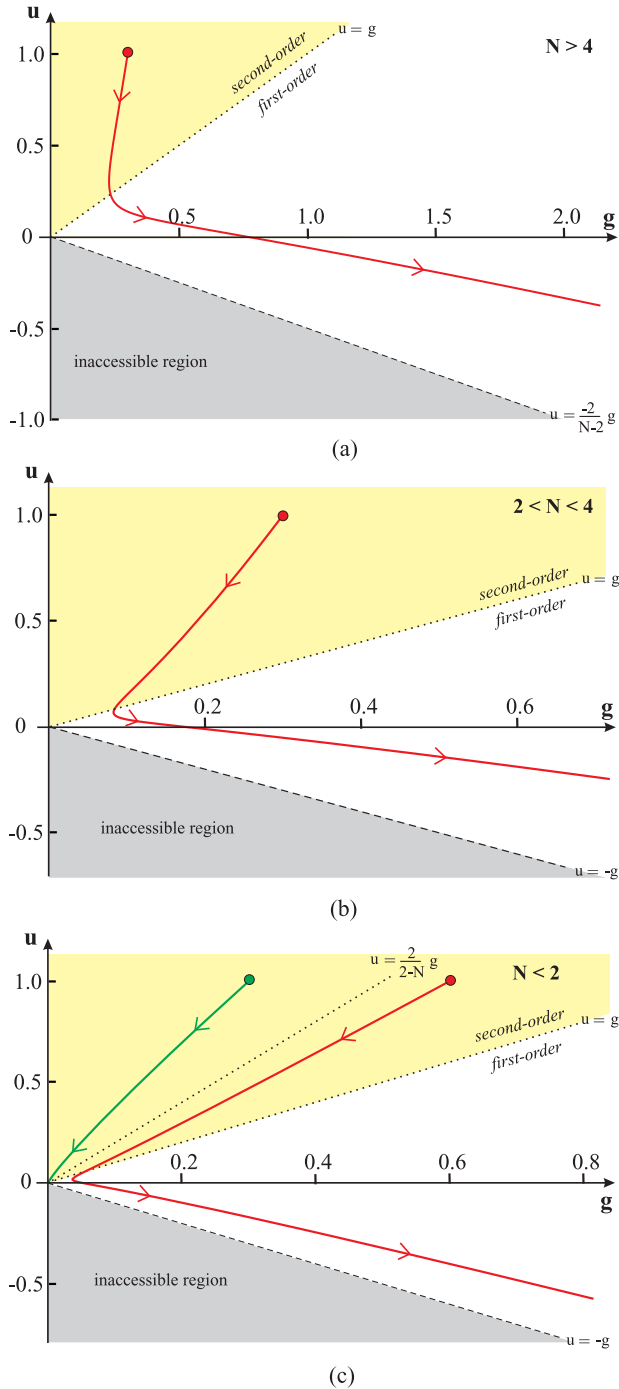 u
u = g
N > 4
second-order
first-order
1.0
0.5
0
0.5
1.0
1.5
2.0
g
-0.5
inaccessible region
-1.0
u = -2/N-2 g
(a)
u
2 < N < 4
1.0
second-order
u = g
first-order
0.5
0
0.2
0.4
0.6
g
-0.5
inaccessible region
u = -g
(b)
u
u = 2/2-N g
N < 2
1.0
second-order
u = g
first-order
0.5
0
0.2
0.4
0.6
0.8
g
-0.5
inaccessible region
u = -g
(c)